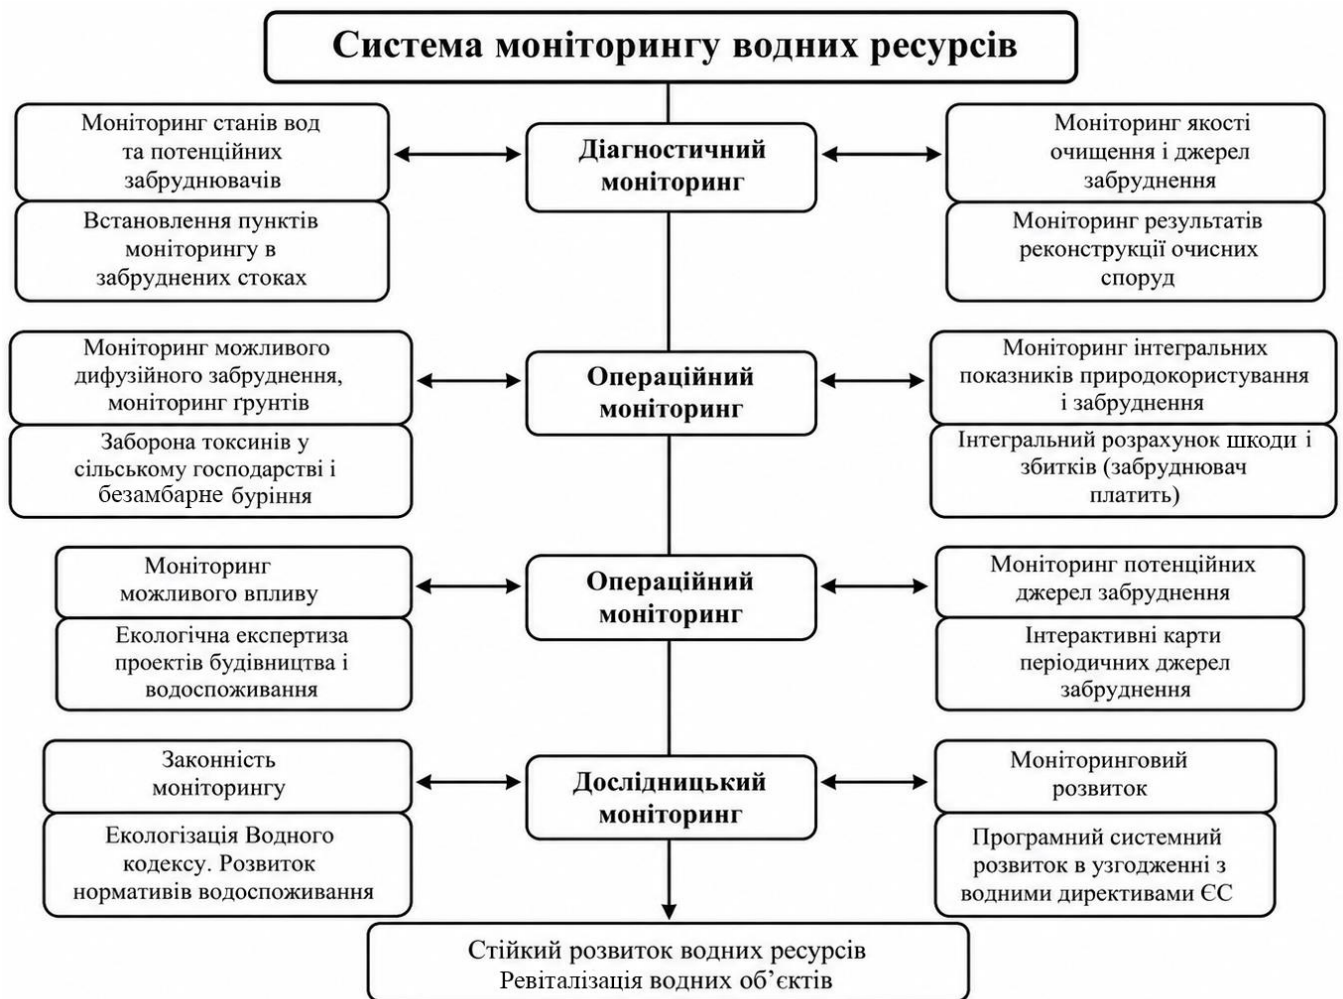 Система моніторингу водних ресурсів
Моніторинг станів вод
та потенційних
забруднювачів
Встановлення пунктів
моніторингу в
забруднених стоках
Діагностичний
моніторинг
Моніторинг якості
очищення і джерел
забруднення
Моніторинг результатів
реконструкції очисних
споруд
Моніторинг можливого
дифузійного забруднення,
моніторинг ґрунтів
Заборона токсинів у
сільському господарстві і
безамбарне буріння
Операційний
моніторинг
Моніторинг інтегральних
показників природокористування
і забруднення
Інтегральний розрахунок шкоди і
збитків (забруднювач
платить)
Моніторинг
можливого впливу
Екологічна експертиза
проектів будівництва і
водоспоживання
Операційний
моніторинг
Моніторинг потенційних
джерел забруднення
Інтерактивні карти
періодичних джерел
забруднення
Законність
моніторингу
Екологізація Водного
кодексу. Розвиток
нормативів водоспоживання
Дослідницький
моніторинг
Моніторинговий
розвиток
Програмний системний
розвиток в узгодженні з
водними директивами ЄС
Стійкий розвиток водних ресурсів
Ревіталізація водних об’єктів